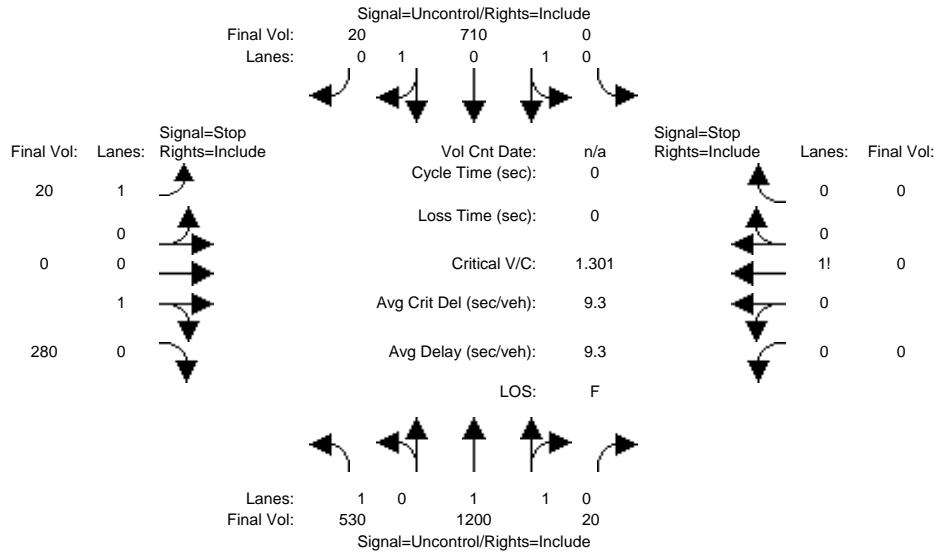 Signal=Uncontrol/Rights=Include
Final Vol: 20 710 0
Lanes: 0 1 0 1 0
Signal=Stop Signal=Stop
Final Vol: Lanes: Rights=Include Vol Cnt Date: n/a Rights=Include Lanes: Final Vol:
Cycle Time (sec): 0
20 1 0 0
Loss Time (sec): 0
0 0
0 0 Critical V/C: 1.301 1! 0
1 Avg Crit Del (sec/veh): 9.3 0
280 0 Avg Delay (sec/veh): 9.3 0 0
LOS: F
Lanes: 1 0 1 1 0
Final Vol: 530 1200 20
Signal=Uncontrol/Rights=Include